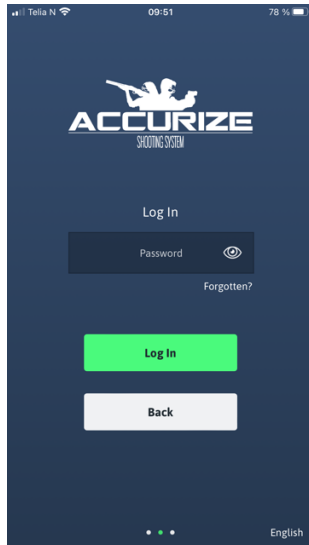 Telia N 09:51 78 %
ACCURIZE
SHOOTING SYSTEM
Log In
Password
Forgotten?
Log In
Back
English